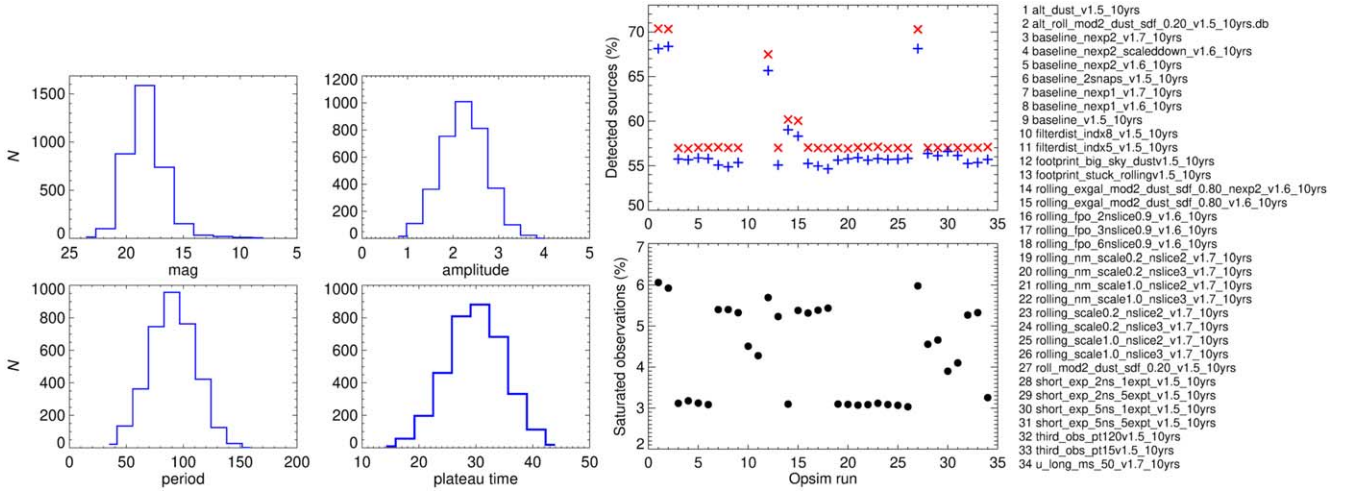 1500
1000
500
0
N
25 20 15 10 5
mag
1200
1000
800
600
400
200
0
0 1 2 3 4 5
amplitude
1000
800
600
400
200
0
N
0 50 100 150 200
period
1000
800
600
400
200
0
10 20 30 40 50
plateau time
70
65
60
55
50
Detected sources (%)
0 5 10 15 20 25 30 35
7
6
5
4
3
2
Saturated observations (%)
0 5 10 15 20 25 30 35
Opsim run
1 alt_dust_v1.5_10yrs
2 alt_roll_mod2_dust_sdf_0.20_v1.5_10yrs.db
3 baseline_nexp2_v1.7_10yrs
4 baseline_nexp2_scaleddown_v1.6_10yrs
5 baseline_nexp2_v1.6_10yrs
6 baseline_2snaps_v1.5_10yrs
7 baseline_nexp1_v1.7_10yrs
8 baseline_nexp1_v1.6_10yrs
9 baseline_v1.5_10yrs
10 filterdist_indx8_v1.5_10yrs
11 filterdist_indx5_v1.5_10yrs
12 footprint_big_sky_dustv1.5_10yrs
13 footprint_stuck_rollingv1.5_10yrs
14 rolling_exgal_mod2_dust_sdf_0.80_nexp2_v1.6_10yrs
15 rolling_exgal_mod2_dust_sdf_0.80_v1.6_10yrs
16 rolling_fpo_2nslice0.9_v1.6_10yrs
17 rolling_fpo_3nslice0.9_v1.6_10yrs
18 rolling_fpo_6nslice0.9_v1.6_10yrs
19 rolling_nm_scale0.2_nslice2_v1.7_10yrs
20 rolling_nm_scale0.2_nslice3_v1.7_10yrs
21 rolling_nm_scale1.0_nslice2_v1.7_10yrs
22 rolling_nm_scale1.0_nslice3_v1.7_10yrs
23 rolling_scale0.2_nslice2_v1.7_10yrs
24 rolling_scale0.2_nslice3_v1.7_10yrs
25 rolling_scale1.0_nslice2_v1.7_10yrs
26 rolling_scale1.0_nslice3_v1.7_10yrs
27 roll_mod2_dust_sdf_0.20_v1.5_10yrs
28 short_exp_2ns_1expt_v1.5_10yrs
29 short_exp_2ns_5expt_v1.5_10yrs
30 short_exp_5ns_1expt_v1.5_10yrs
31 short_exp_5ns_5expt_v1.5_10yrs
32 third_obs_pt120v1.5_10yrs
33 third_obs_pt15v1.5_10yrs
34 u_long_ms_50_v1.7_10yrs